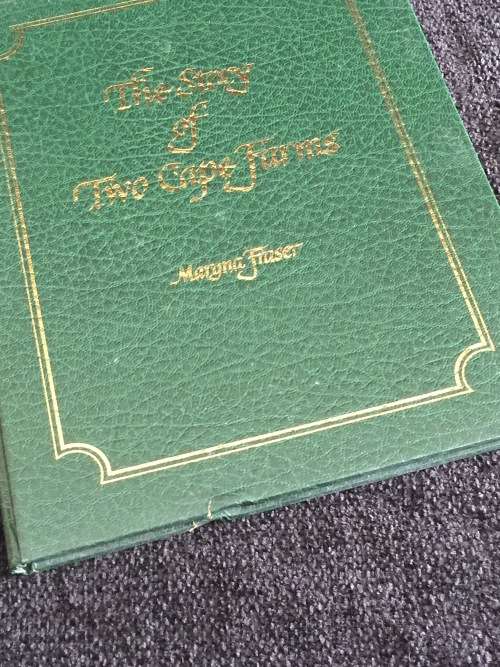 The Story
of
Two Cape Farms
Maryna Fraser